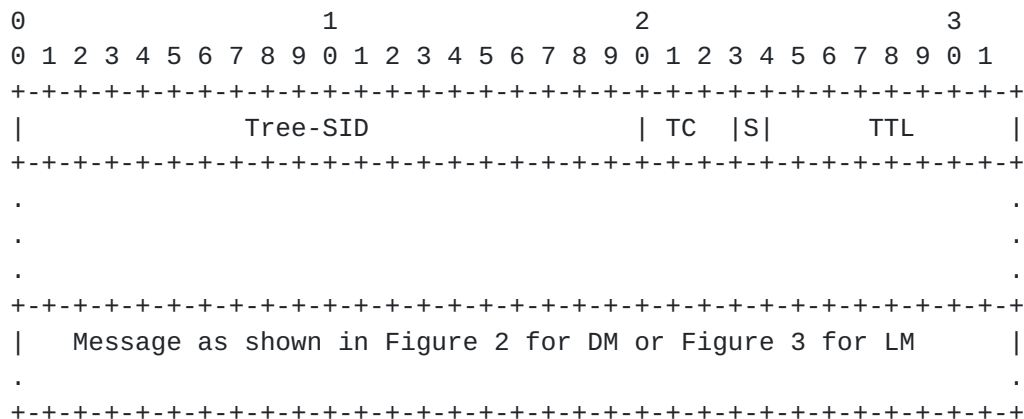 0                   1                   2                   3
0 1 2 3 4 5 6 7 8 9 0 1 2 3 4 5 6 7 8 9 0 1 2 3 4 5 6 7 8 9 0 1
+-+-+-+-+-+-+-+-+-+-+-+-+-+-+-+-+-+-+-+-+-+-+-+-+-+-+-+-+-+-+-+-+
|              Tree-SID                 | TC  |S|      TTL      |
+-+-+-+-+-+-+-+-+-+-+-+-+-+-+-+-+-+-+-+-+-+-+-+-+-+-+-+-+-+-+-+-+
.                                                               .
.                                                               .
.                                                               .
+-+-+-+-+-+-+-+-+-+-+-+-+-+-+-+-+-+-+-+-+-+-+-+-+-+-+-+-+-+-+-+-+
|   Message as shown in Figure 2 for DM or Figure 3 for LM      |
.                                                               .
+-+-+-+-+-+-+-+-+-+-+-+-+-+-+-+-+-+-+-+-+-+-+-+-+-+-+-+-+-+-+-+-+